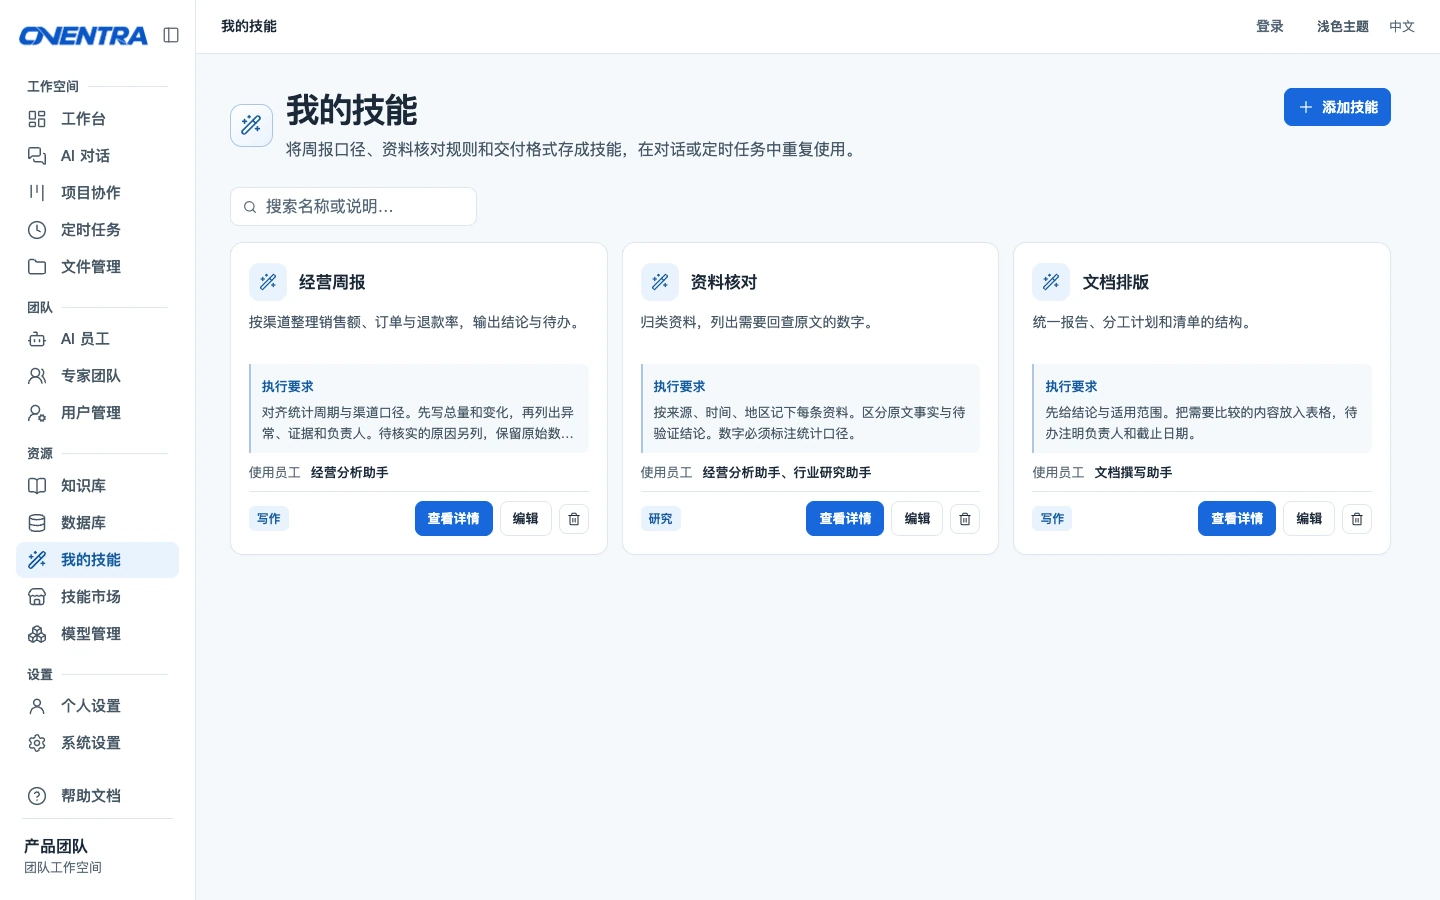 ONENTRA
工作空间
工作台
AI 对话
项目协作
定时任务
文件管理
团队
AI 员工
专家团队
用户管理
资源
知识库
数据库
我的技能
技能市场
模型管理
设置
个人设置
系统设置
帮助文档
产品团队
团队工作空间
我的技能
登录
浅色主题
中文
我的技能
将周报口径、资料核对规则和交付格式存成技能，在对话或定时任务中重复使用。
添加技能
搜索名称或说明…
经营周报
按渠道整理销售额、订单与退款率，输出结论与待办。
执行要求
对齐统计周期与渠道口径。先写总量和变化，再列出异
常、证据和负责人。待核实的原因另列，保留原始数…
使用员工 经营分析助手
写作
查看详情
编辑
资料核对
归类资料，列出需要回查原文的数字。
执行要求
按来源、时间、地区记下每条资料。区分原文事实与待
验证结论。数字必须标注统计口径。
使用员工 经营分析助手、行业研究助手
研究
查看详情
编辑
文档排版
统一报告、分工计划和清单的结构。
执行要求
先给结论与适用范围。把需要比较的内容放入表格，待
办注明负责人和截止日期。
使用员工 文档撰写助手
写作
查看详情
编辑